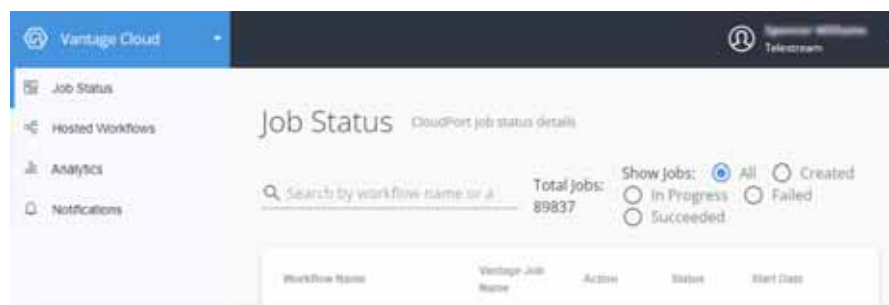 Vantage Cloud
Telestream
Job Status
Hosted Workflows
Analytics
Notifications
Job Status CloudPort job status details
Search by workflow name or a
Total Jobs:
89837
Show Jobs: All Created
In Progress Failed
Succeeded
Workflow Name
Vantage Job
Name
Action
Status
Start Date